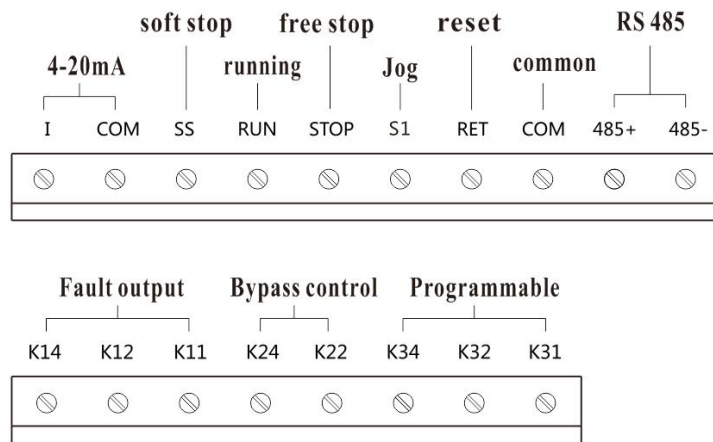 soft stop free stop reset RS 485
4-20mA running Jog common
I COM SS RUN STOP S1 RET COM 485+ 485-
Fault output Bypass control Programmable
K14 K12 K11 K24 K22 K34 K32 K31